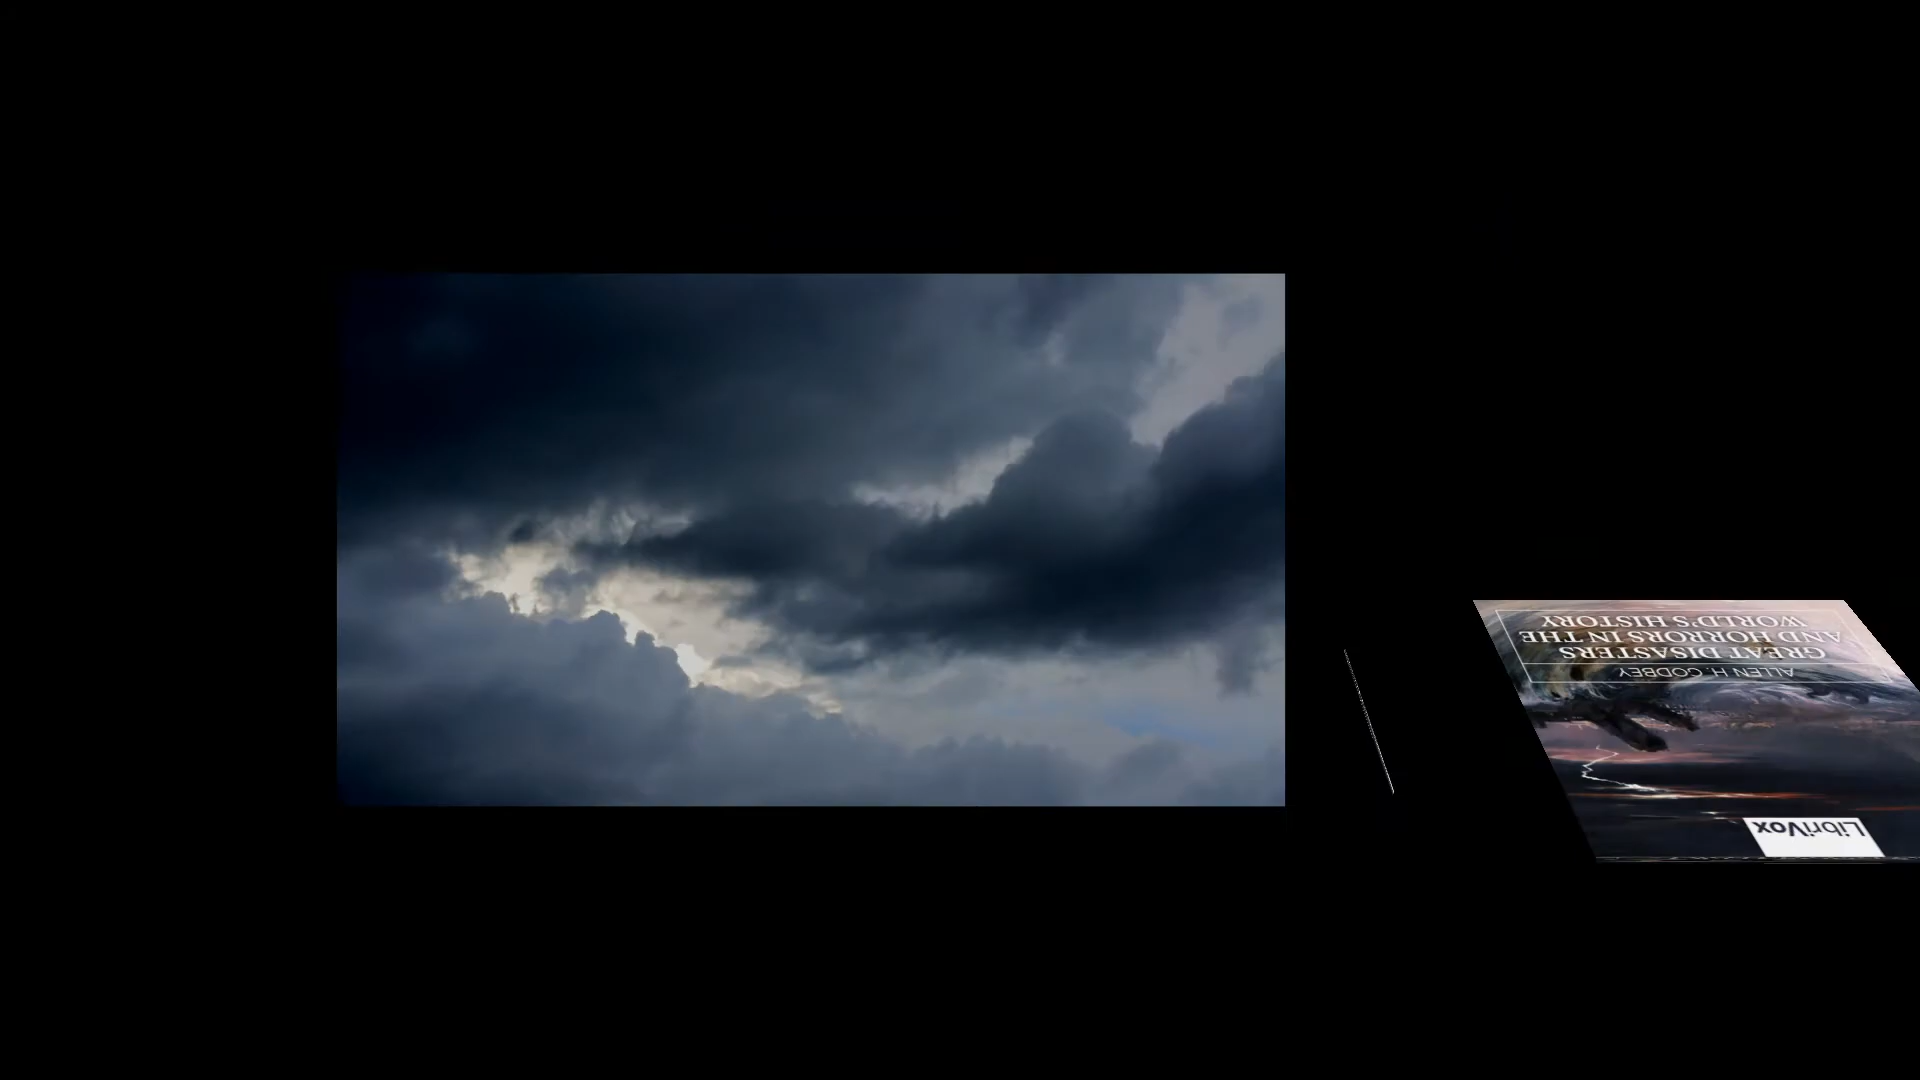 GREAT DISASTERS
AND HORRORS IN THE
WORLD'S HISTORY
ALLEN H. GODBEY
LibriVox